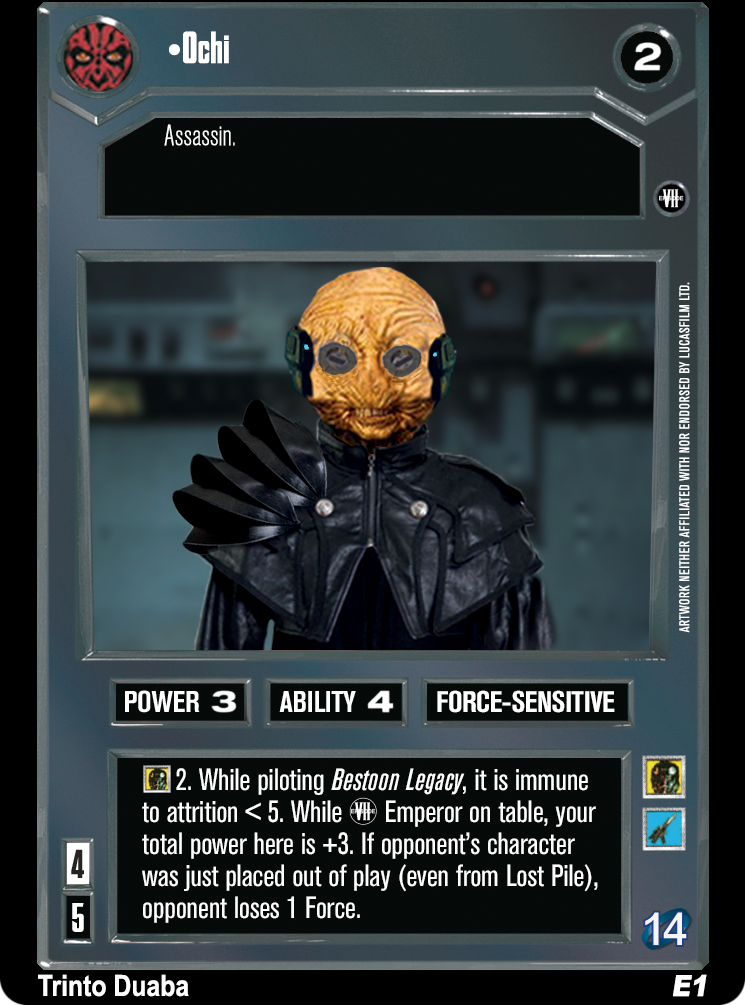 •Ochi
2
Assassin.
EPISODE VII
ARTWORK NEITHER AFFILIATED WITH NOR ENDORSED BY LUCASFILM LTD.
POWER 3
ABILITY 4
FORCE-SENSITIVE
2. While piloting Bestoon Legacy, it is immune
to attrition < 5. While EPISODE VII Emperor on table, your
total power here is +3. If opponent's character
was just placed out of play (even from Lost Pile),
opponent loses 1 Force.
4
5
14
Trinto Duaba
E1